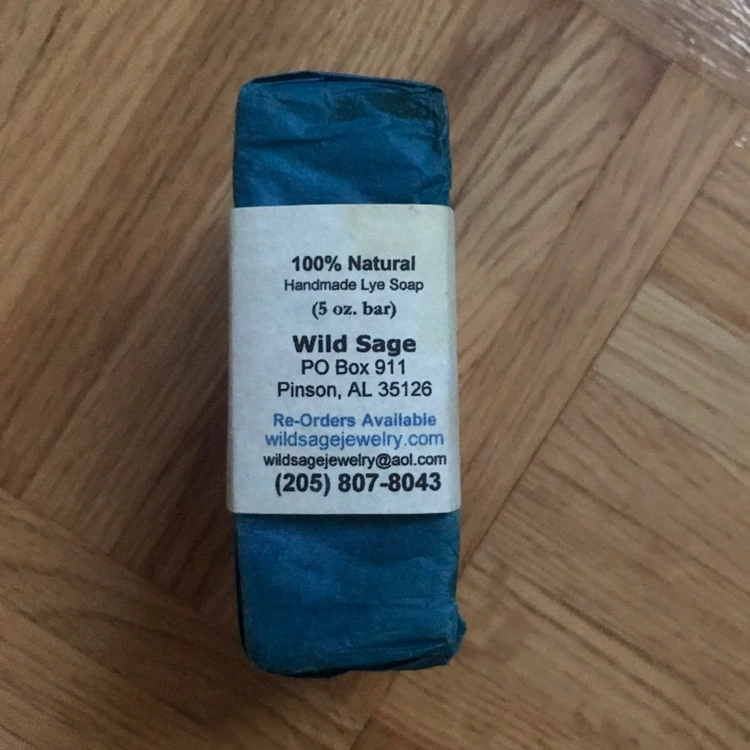 100% Natural
Handmade Lye Soap
(5 oz. bar)
Wild Sage
PO Box 911
Pinson, AL 35126
Re-Orders Available
wildsagejewelry.com
wildsagejewelry@aol.com
(205) 807-8043